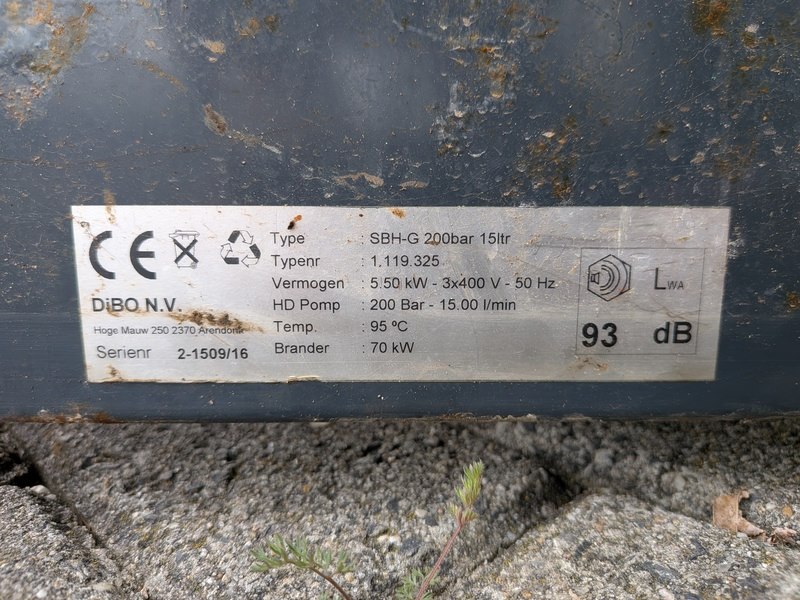 CE
DiBO N.V.
Hoge Mauw 250 2370 Arendonk
Serienr 2-1509/16
Type : SBH-G 200bar 15ltr
Typenr : 1.119.325
Vermogen : 5.50 kW - 3x400 V - 50 Hz
HD Pomp : 200 Bar - 15.00 l/min
Temp. : 95 ºC
Brander : 70 kW
LWA
93 dB